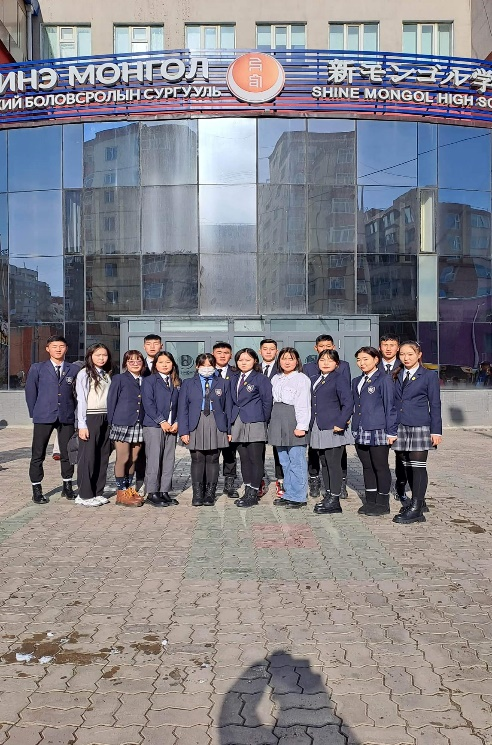 ИНЭ МОНГОЛ
КИЙ БОЛОВСРОЛЫН СУРГУУЛЬ
新モンゴル学
SHINE MONGOL HIGH SC